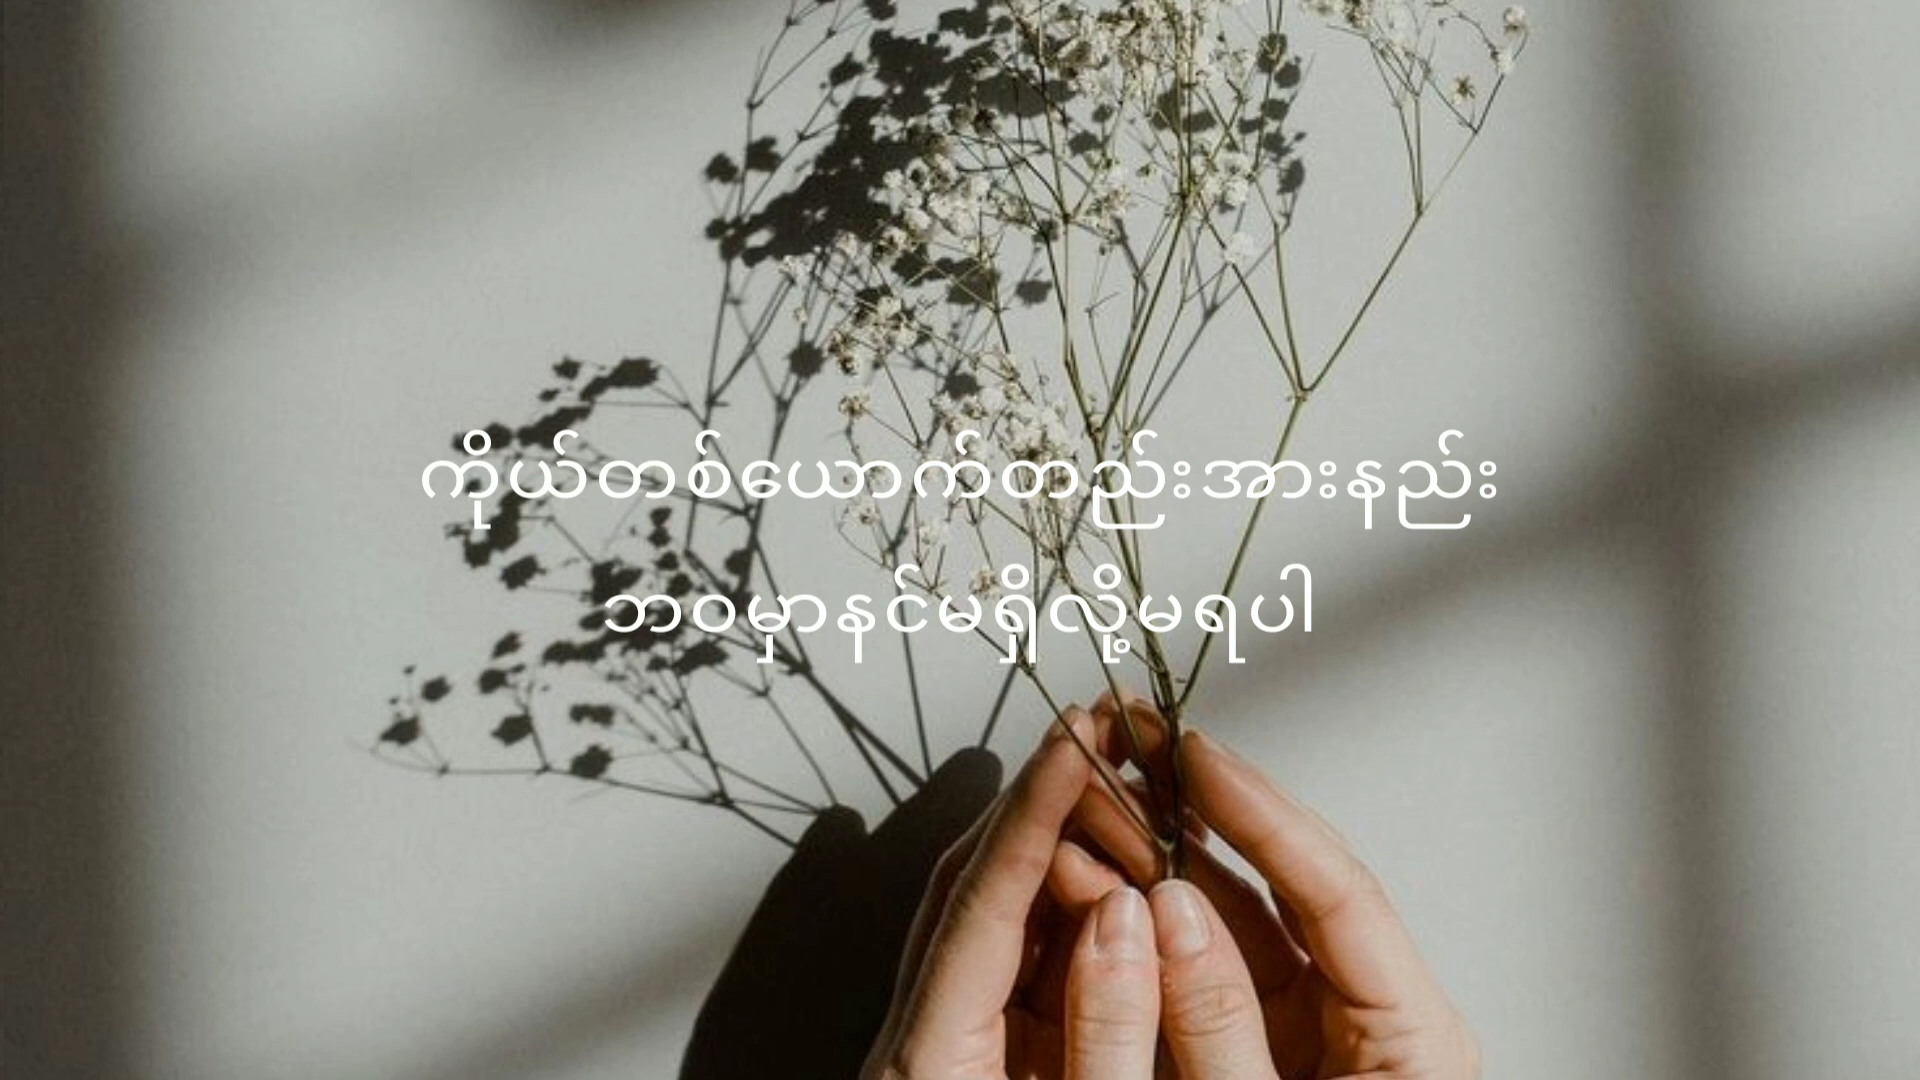 ကိုယ်တစ်ယောက်တည်းအားနည်း
ဘဝမှာနင်မရှိလို့မရပါ